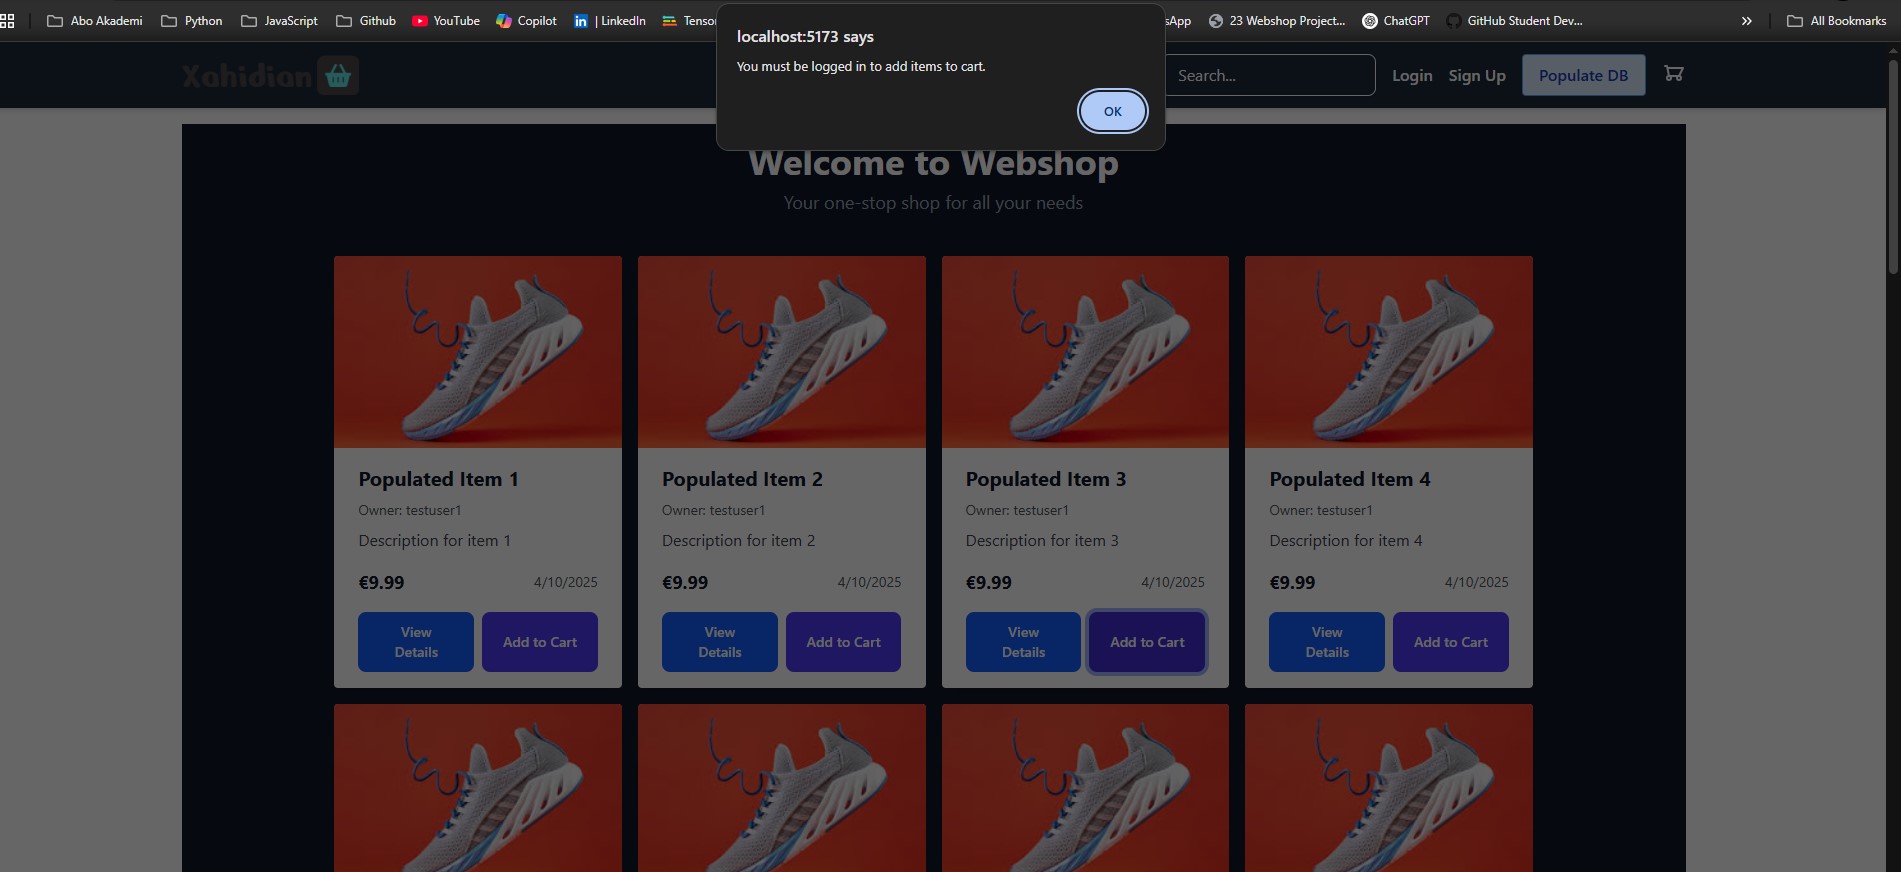 Abo Akademi Python JavaScript Github YouTube Copilot | LinkedIn 23 Webshop Project... ChatGPT GitHub Student Dev... All Bookmarks
localhost:5173 says
You must be logged in to add items to cart.
OK
Xahidian
Search...
Login Sign Up Populate DB
Welcome to Webshop
Your one-stop shop for all your needs
Populated Item 1
Owner: testuser1
Description for item 1
€9.99 4/10/2025
View
Details
Add to Cart
Populated Item 2
Owner: testuser1
Description for item 2
€9.99 4/10/2025
View
Details
Add to Cart
Populated Item 3
Owner: testuser1
Description for item 3
€9.99 4/10/2025
View
Details
Add to Cart
Populated Item 4
Owner: testuser1
Description for item 4
€9.99 4/10/2025
View
Details
Add to Cart